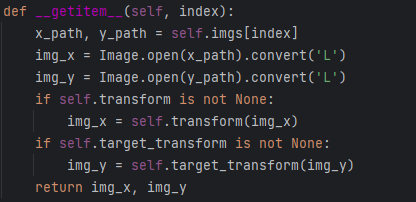 def __getitem__(self, index):
    x_path, y_path = self.imgs[index]
    img_x = Image.open(x_path).convert('L')
    img_y = Image.open(y_path).convert('L')
    if self.transform is not None:
        img_x = self.transform(img_x)
    if self.target_transform is not None:
        img_y = self.target_transform(img_y)
    return img_x, img_y